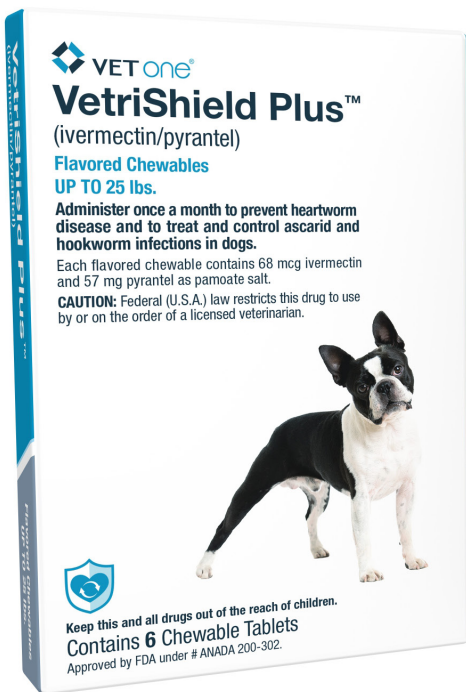 VET one®
VetriShield Plus™
(ivermectin/pyrantel)
Flavored Chewables
UP TO 25 lbs.
Administer once a month to prevent heartworm
disease and to treat and control ascarid and
hookworm infections in dogs.
Each flavored chewable contains 68 mcg ivermectin
and 57 mg pyrantel as pamoate salt.
CAUTION: Federal (U.S.A.) law restricts this drug to use
by or on the order of a licensed veterinarian.
Keep this and all drugs out of the reach of children.
Contains 6 Chewable Tablets
Approved by FDA under # ANADA 200-302.
VetriShield Plus™
(ivermectin/pyrantel)
Flavored Chewables
UP TO 25 lbs.